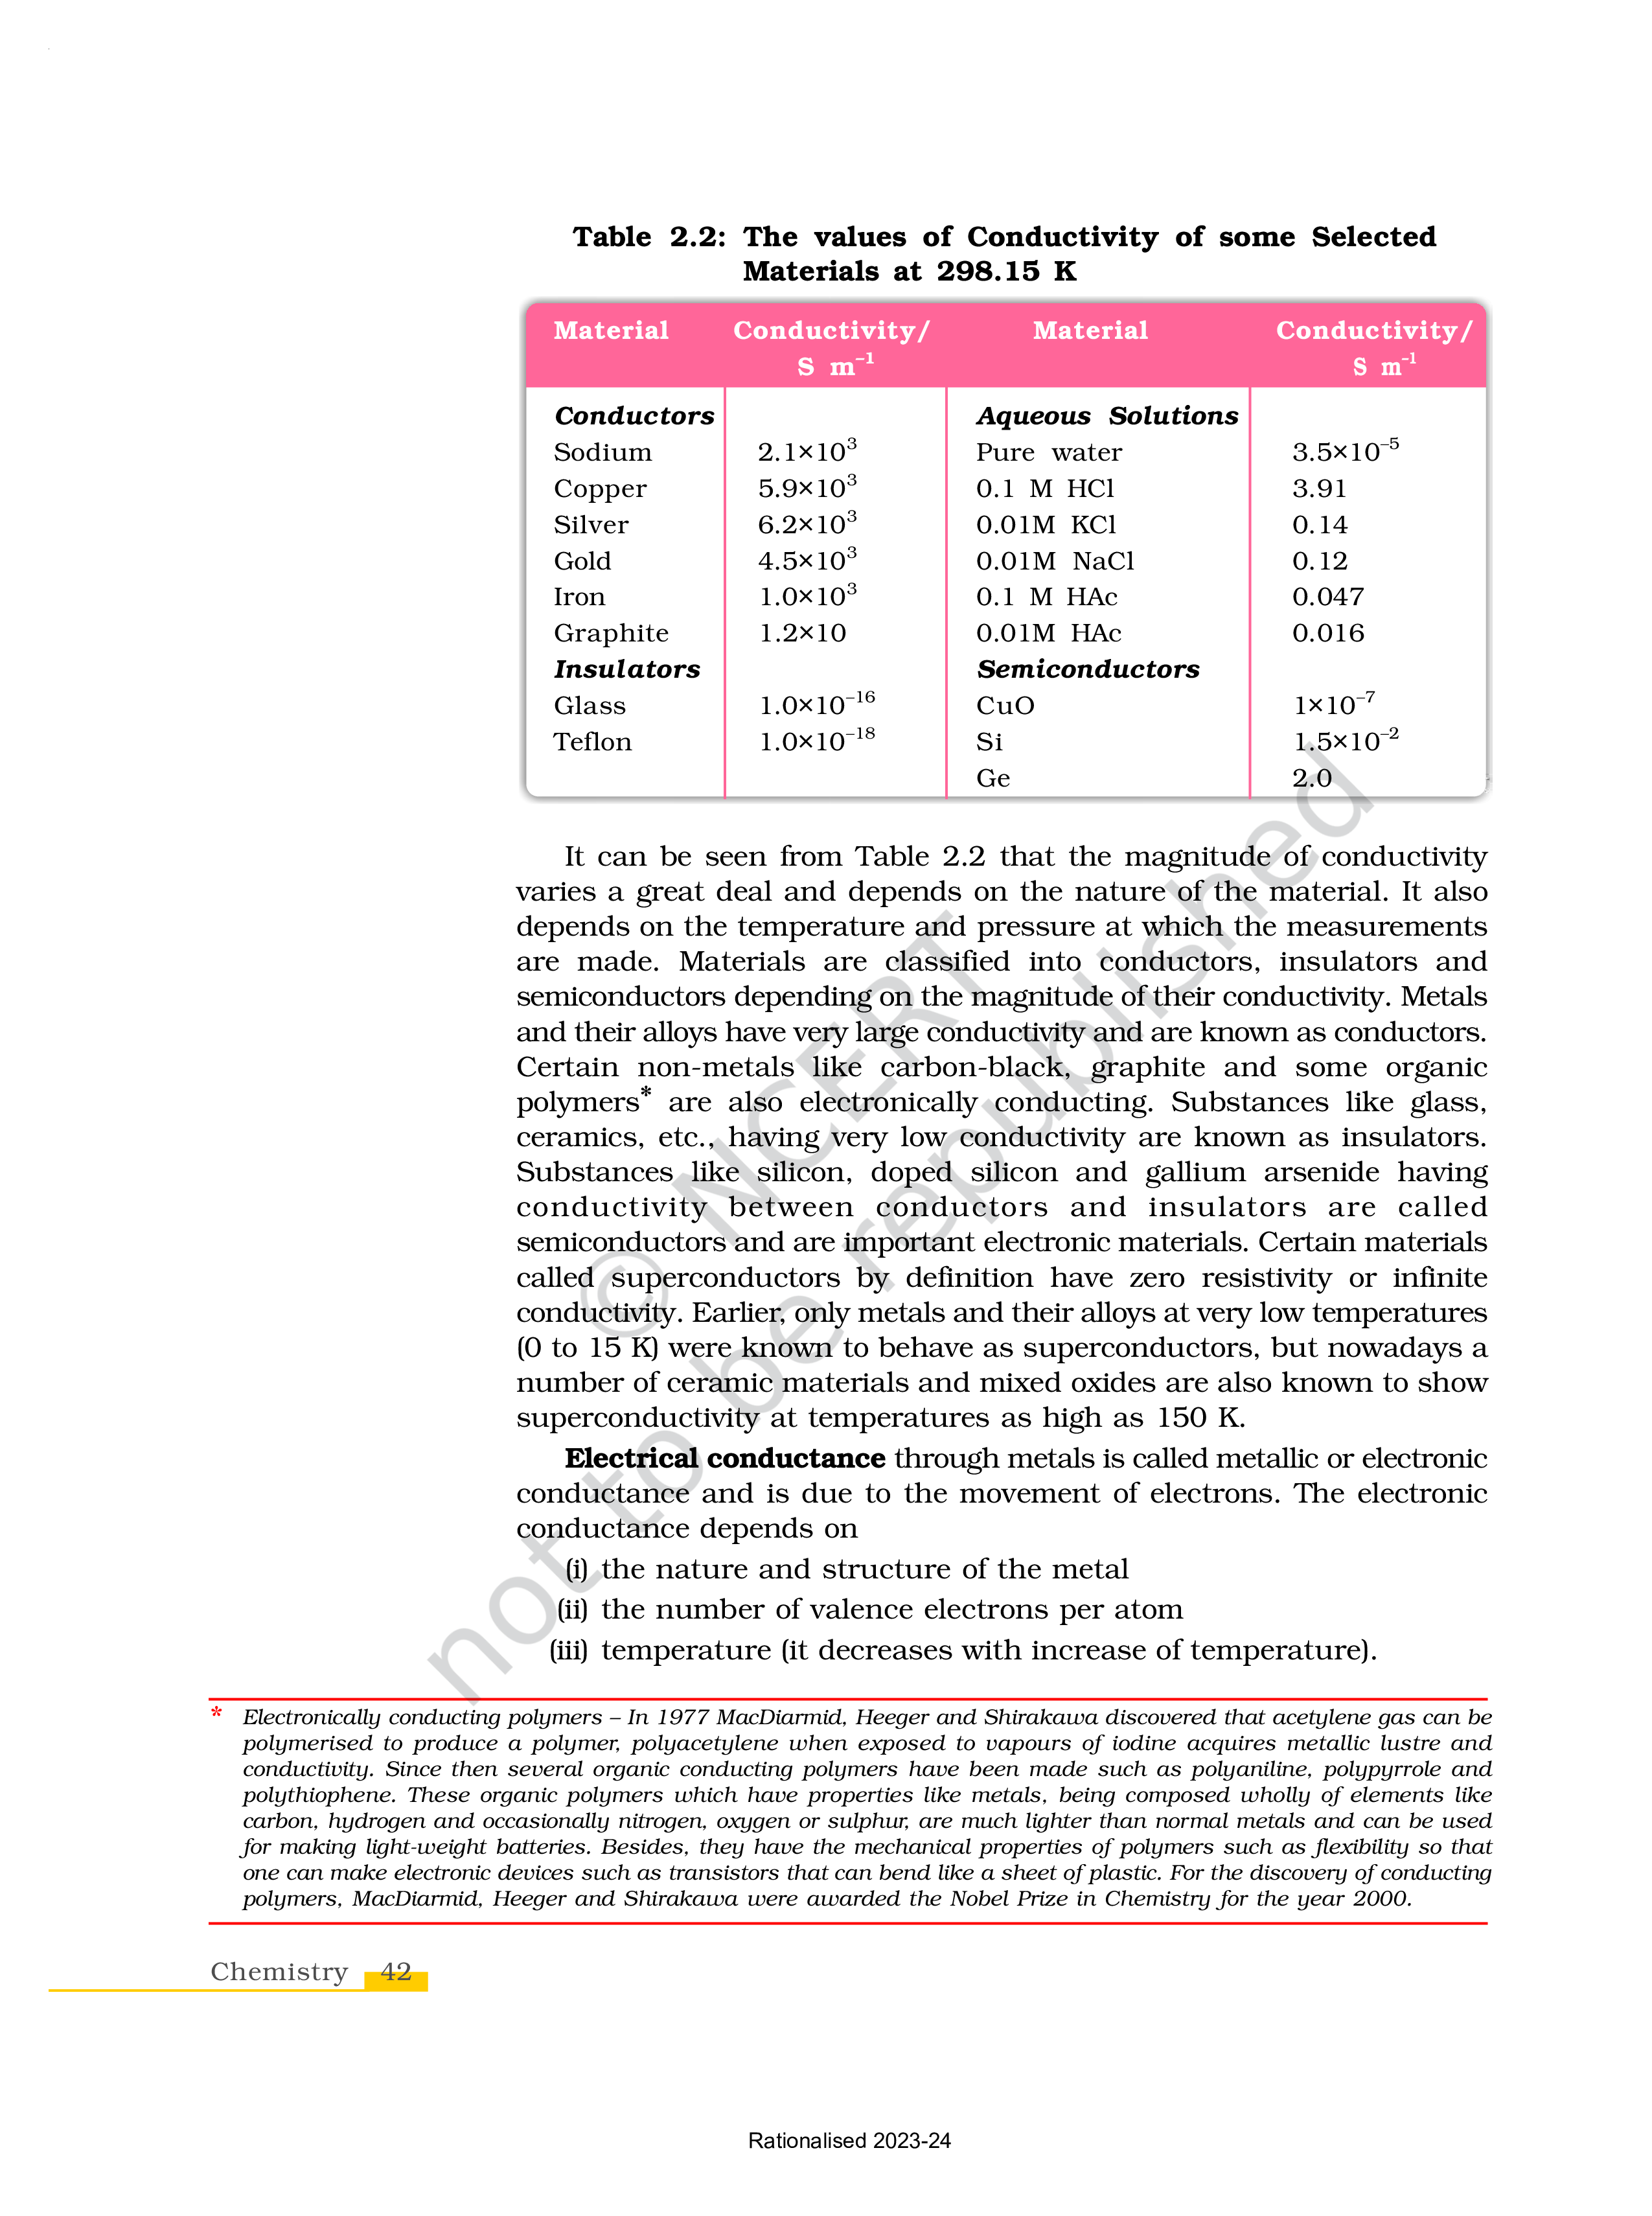 Table 2.2: The values of Conductivity of some Selected
Materials at 298.15 K
Material Conductivity/ Material Conductivity/
S m⁻¹ S m⁻¹
Conductors Aqueous Solutions
Sodium 2.1×10³ Pure water 3.5×10⁻⁵
Copper 5.9×10³ 0.1 M HCl 3.91
Silver 6.2×10³ 0.01M KCl 0.14
Gold 4.5×10³ 0.01M NaCl 0.12
Iron 1.0×10³ 0.1 M HAc 0.047
Graphite 1.2×10 0.01M HAc 0.016
Insulators Semiconductors
Glass 1.0×10⁻¹⁶ CuO 1×10⁻⁷
Teflon 1.0×10⁻¹⁸ Si 1.5×10⁻²
Ge 2.0
It can be seen from Table 2.2 that the magnitude of conductivity
varies a great deal and depends on the nature of the material. It also
depends on the temperature and pressure at which the measurements
are made. Materials are classified into conductors, insulators and
semiconductors depending on the magnitude of their conductivity. Metals
and their alloys have very large conductivity and are known as conductors.
Certain non-metals like carbon-black, graphite and some organic
polymers* are also electronically conducting. Substances like glass,
ceramics, etc., having very low conductivity are known as insulators.
Substances like silicon, doped silicon and gallium arsenide having
conductivity between conductors and insulators are called
semiconductors and are important electronic materials. Certain materials
called superconductors by definition have zero resistivity or infinite
conductivity. Earlier, only metals and their alloys at very low temperatures
(0 to 15 K) were known to behave as superconductors, but nowadays a
number of ceramic materials and mixed oxides are also known to show
superconductivity at temperatures as high as 150 K.
Electrical conductance through metals is called metallic or electronic
conductance and is due to the movement of electrons. The electronic
conductance depends on
(i) the nature and structure of the metal
(ii) the number of valence electrons per atom
(iii) temperature (it decreases with increase of temperature).
* Electronically conducting polymers – In 1977 MacDiarmid, Heeger and Shirakawa discovered that acetylene gas can be
polymerised to produce a polymer, polyacetylene when exposed to vapours of iodine acquires metallic lustre and
conductivity. Since then several organic conducting polymers have been made such as polyaniline, polypyrrole and
polythiophene. These organic polymers which have properties like metals, being composed wholly of elements like
carbon, hydrogen and occasionally nitrogen, oxygen or sulphur, are much lighter than normal metals and can be used
for making light-weight batteries. Besides, they have the mechanical properties of polymers such as flexibility so that
one can make electronic devices such as transistors that can bend like a sheet of plastic. For the discovery of conducting
polymers, MacDiarmid, Heeger and Shirakawa were awarded the Nobel Prize in Chemistry for the year 2000.
Chemistry 42
Rationalised 2023-24
© NCERT
not to be republished